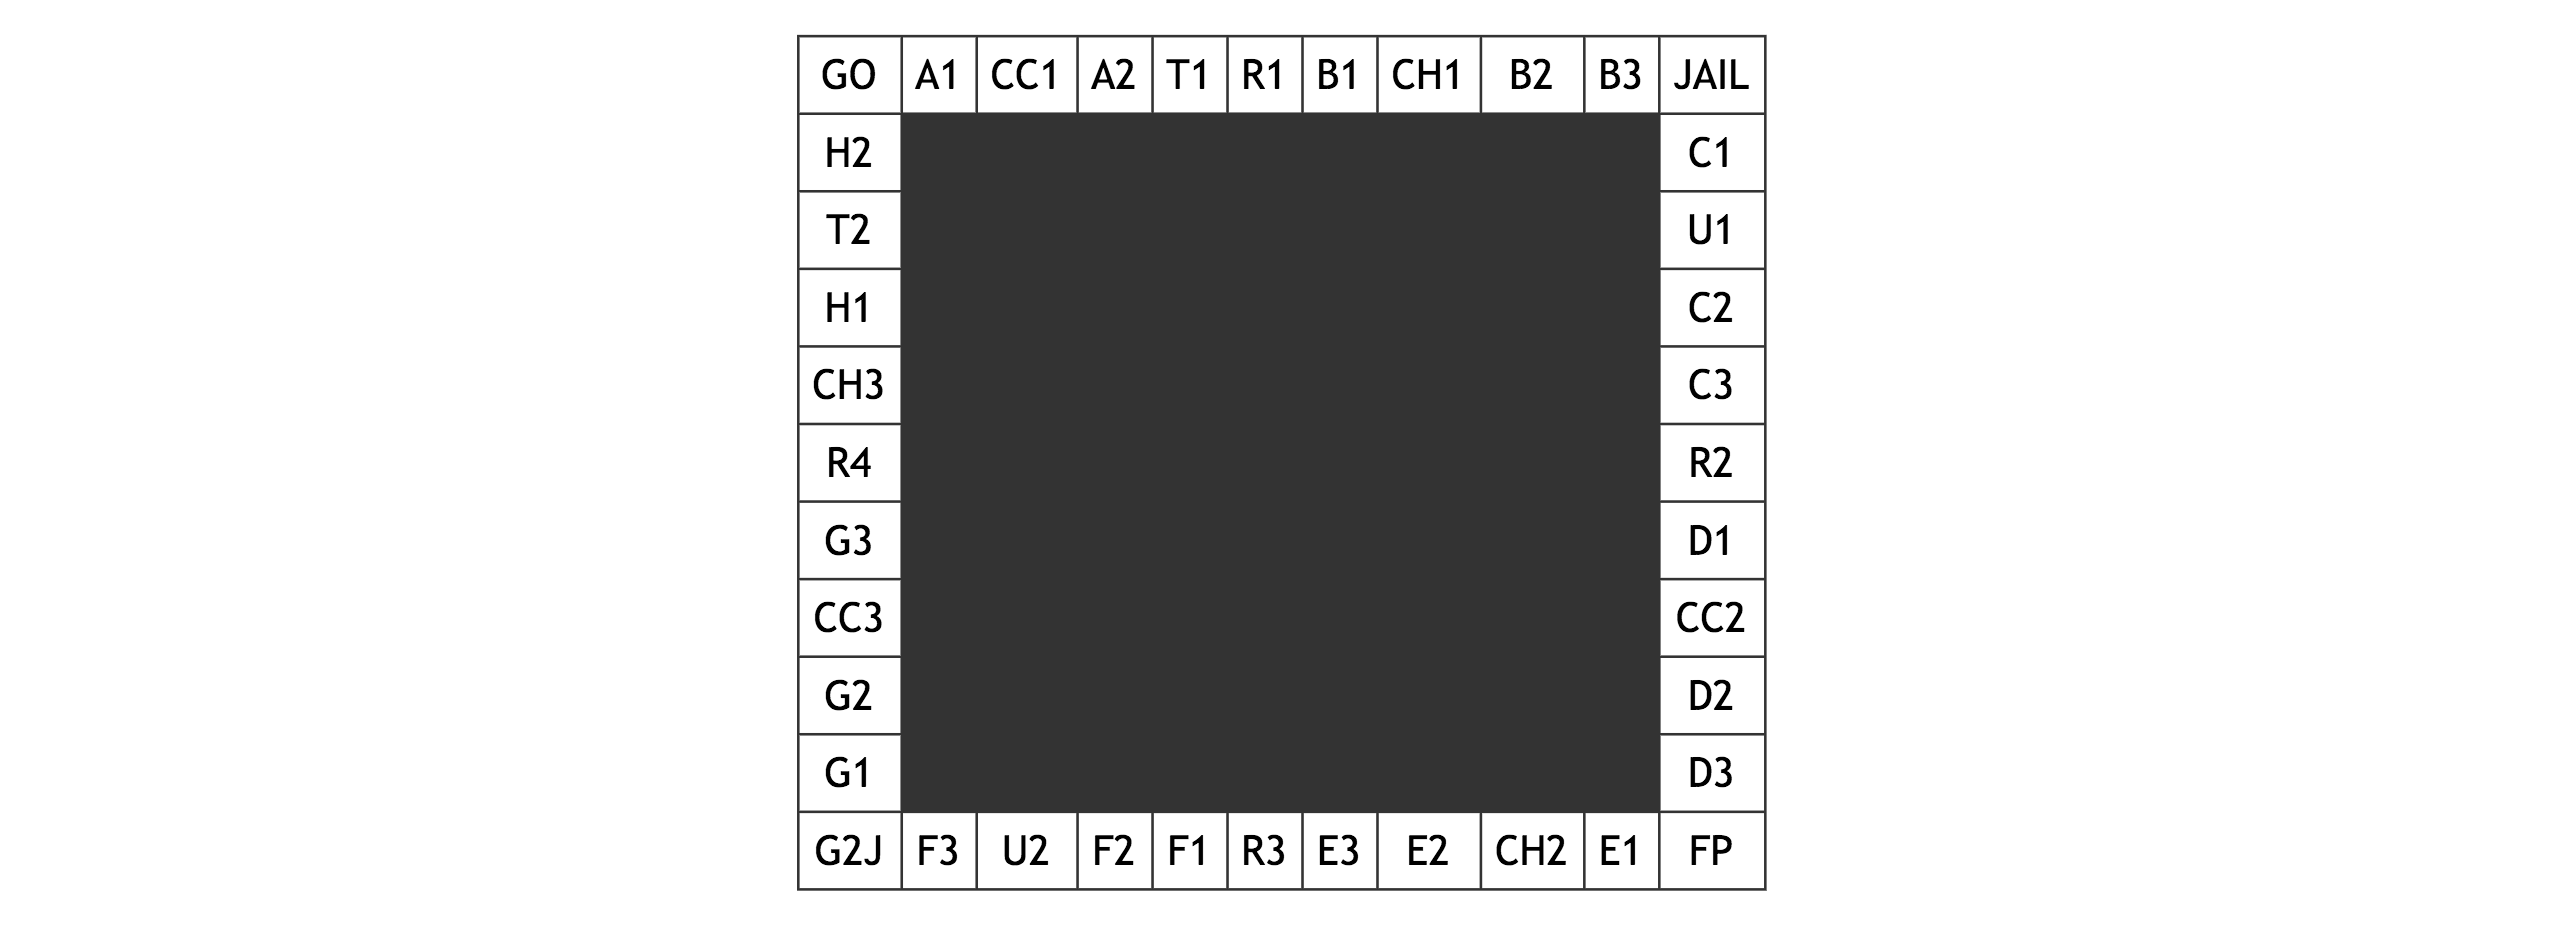 GO A1 CC1 A2 T1 R1 B1 CH1 B2 B3 JAIL
H2 C1
T2 U1
H1 C2
CH3 C3
R4 R2
G3 D1
CC3 CC2
G2 D2
G1 D3
G2J F3 U2 F2 F1 R3 E3 E2 CH2 E1 FP